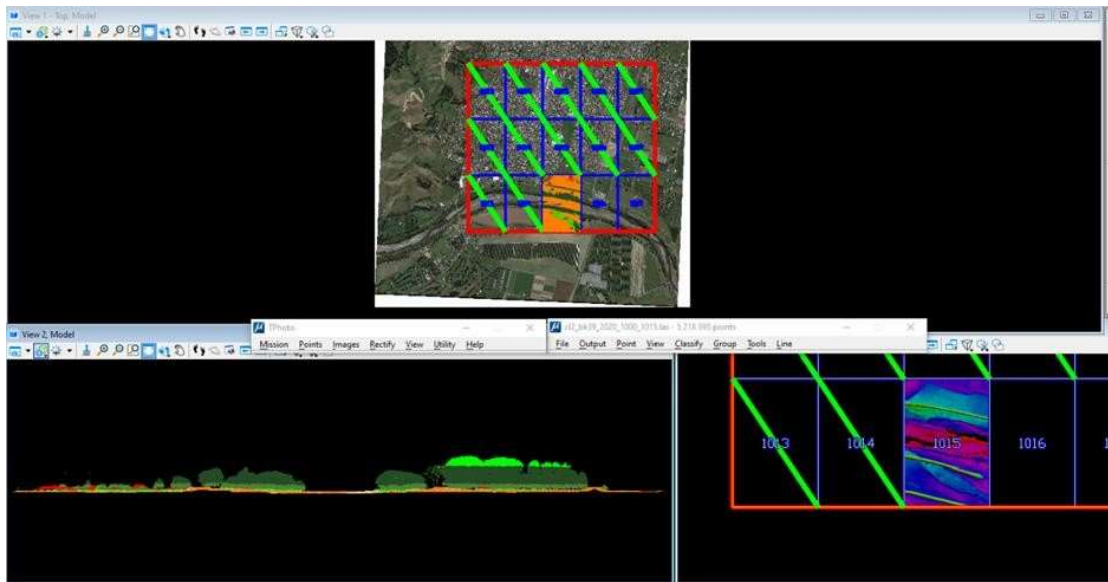 View 1 - Top, Model
View 2, Model
TPhoto
Mission Points Images Rectify View Utility Help
File Output Point View Classify Group Tools Line
1013 1014 1015 1016